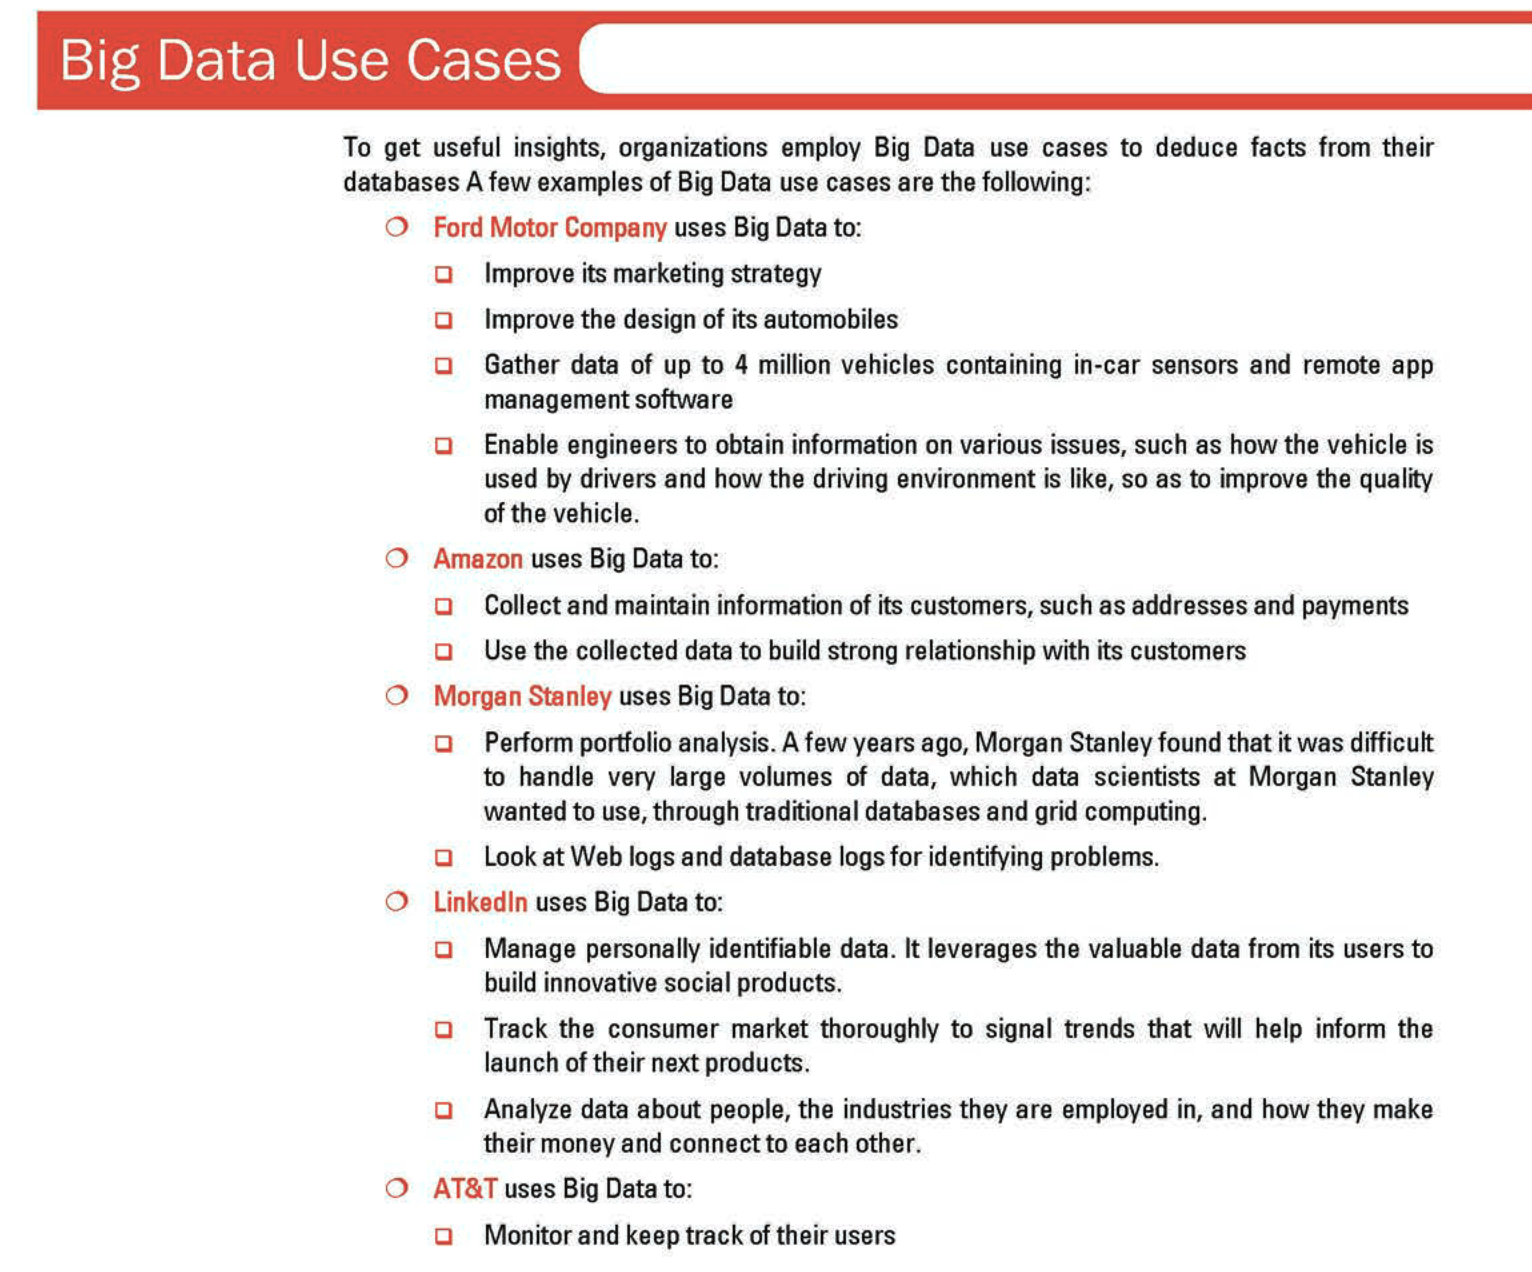 Big Data Use Cases
To get useful insights, organizations employ Big Data use cases to deduce facts from their
databases A few examples of Big Data use cases are the following:
❍ Ford Motor Company uses Big Data to:
❑ Improve its marketing strategy
❑ Improve the design of its automobiles
❑ Gather data of up to 4 million vehicles containing in-car sensors and remote app
management software
❑ Enable engineers to obtain information on various issues, such as how the vehicle is
used by drivers and how the driving environment is like, so as to improve the quality
of the vehicle.
❍ Amazon uses Big Data to:
❑ Collect and maintain information of its customers, such as addresses and payments
❑ Use the collected data to build strong relationship with its customers
❍ Morgan Stanley uses Big Data to:
❑ Perform portfolio analysis. A few years ago, Morgan Stanley found that it was difficult
to handle very large volumes of data, which data scientists at Morgan Stanley
wanted to use, through traditional databases and grid computing.
❑ Look at Web logs and database logs for identifying problems.
❍ LinkedIn uses Big Data to:
❑ Manage personally identifiable data. It leverages the valuable data from its users to
build innovative social products.
❑ Track the consumer market thoroughly to signal trends that will help inform the
launch of their next products.
❑ Analyze data about people, the industries they are employed in, and how they make
their money and connect to each other.
❍ AT&T uses Big Data to:
❑ Monitor and keep track of their users